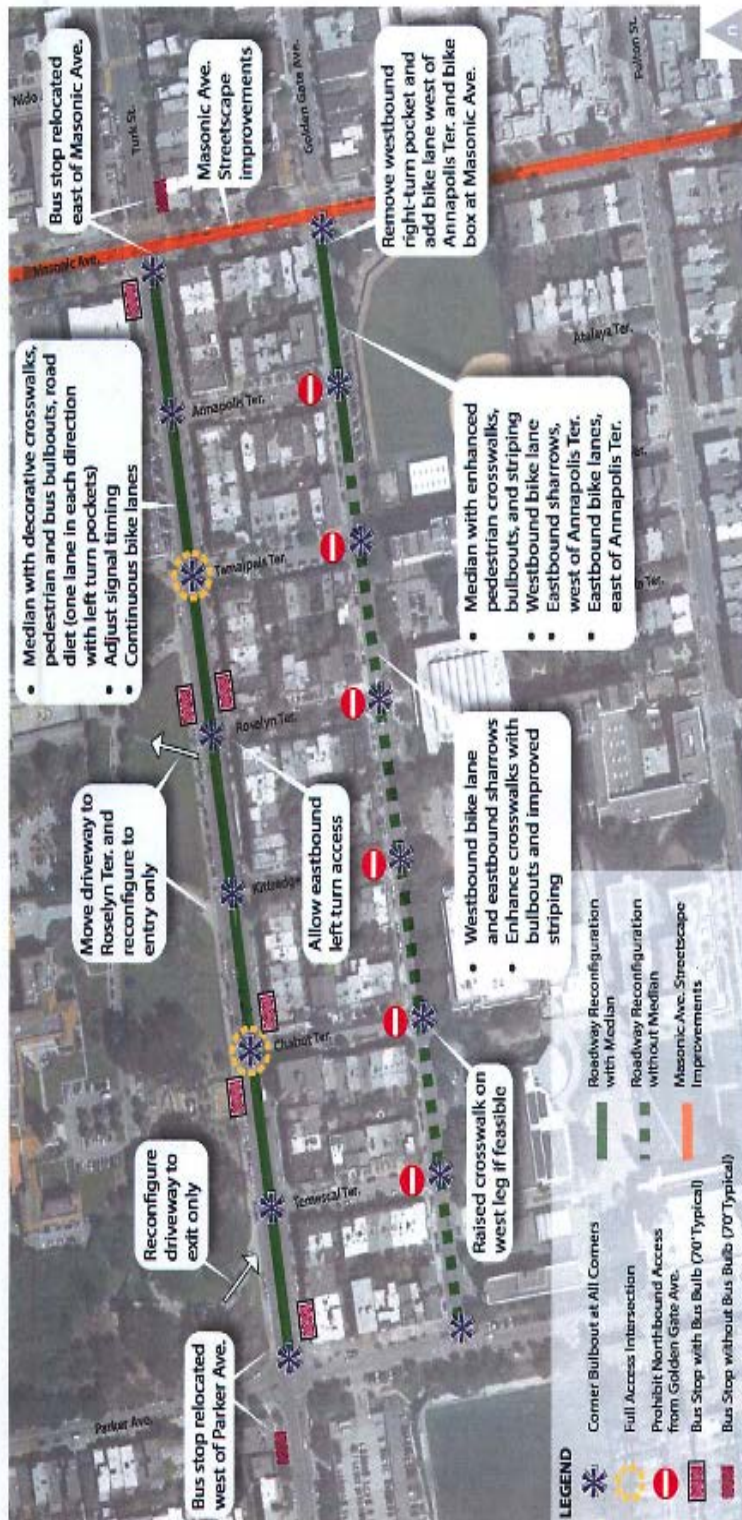 Bus stop relocated
west of Parker Ave.
Reconfigure
driveway to
exit only
Move driveway to
Roselyn Ter. and
reconfigure to
entry only
• Median with decorative crosswalks,
pedestrian and bus bulbouts, road
diet (one lane in each direction
with left turn pockets)
• Adjust signal timing
• Continuous bike lanes
Bus stop relocated
east of Masonic Ave.
Masonic Ave.
Streetscape
improvements
Allow eastbound
left turn access
Raised crosswalk on
west leg if feasible
• Westbound bike lane
and eastbound sharrows
• Enhance crosswalks with
bulbouts and improved
striping
• Median with enhanced
pedestrian crosswalks,
bulbouts, and striping
• Westbound bike lane
• Eastbound sharrows,
west of Annapolis Ter.
• Eastbound bike lanes,
east of Annapolis Ter.
Remove westbound
right-turn pocket and
add bike lane west of
Annapolis Ter. and bike
box at Masonic Ave.
Parker Ave.
Temescal Ter.
Chabot Ter.
Kittredge
Roselyn Ter.
Tamalpais Ter.
Annapolis Ter.
Masonic Ave.
Turk St.
Nido
Golden Gate Ave.
Fulton St.
Atalaya Ter.
Ter.
Ter.
n
LEGEND
Corner Bulbout at All Corners
Full Access Intersection
Prohibit Northbound Access
from Golden Gate Ave.
Bus Stop with Bus Bulb (70' Typical)
Bus Stop without Bus Bulb (70' Typical)
Roadway Reconfiguration
with Median
Roadway Reconfiguration
without Median
Masonic Ave. Streetscape
Improvements